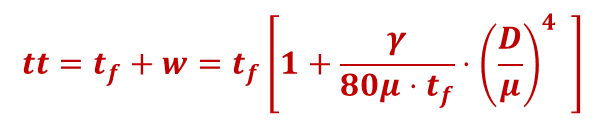 tt = t_f + w = t_f [1 + γ/(80μ · t_f) · (D/μ)^4]